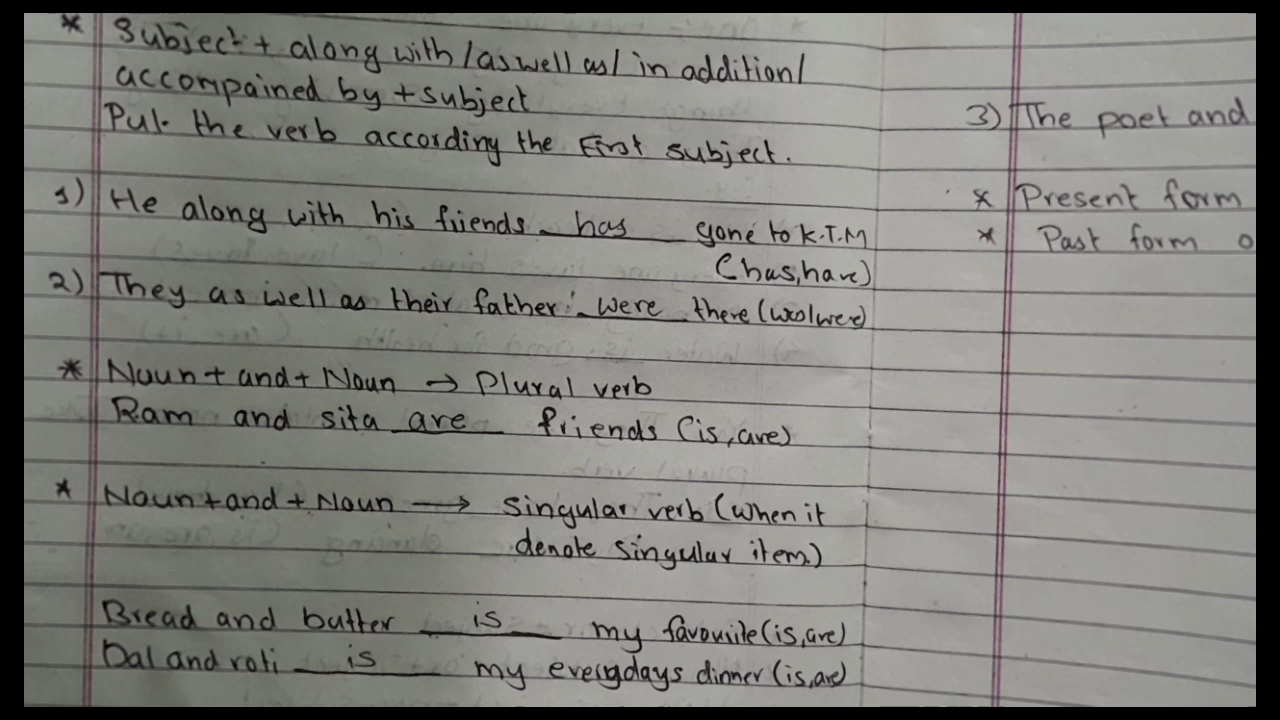 * Subject + along with / as well as / in addition /
accompained by + subject
Put the verb according the First subject.
1) He along with his friends has gone to K.T.M
(has, have)
2) They as well as their father were there (was/were)
* Noun + and + Noun → Plural verb
Ram and sita are friends (is, are)
* Noun + and + Noun → singular verb (when it
denote singular item.)
Bread and butter is my favourite (is, are)
Dal and roti is my everydays dinner (is, are)
3) The poet and
* Present form
* Past form o